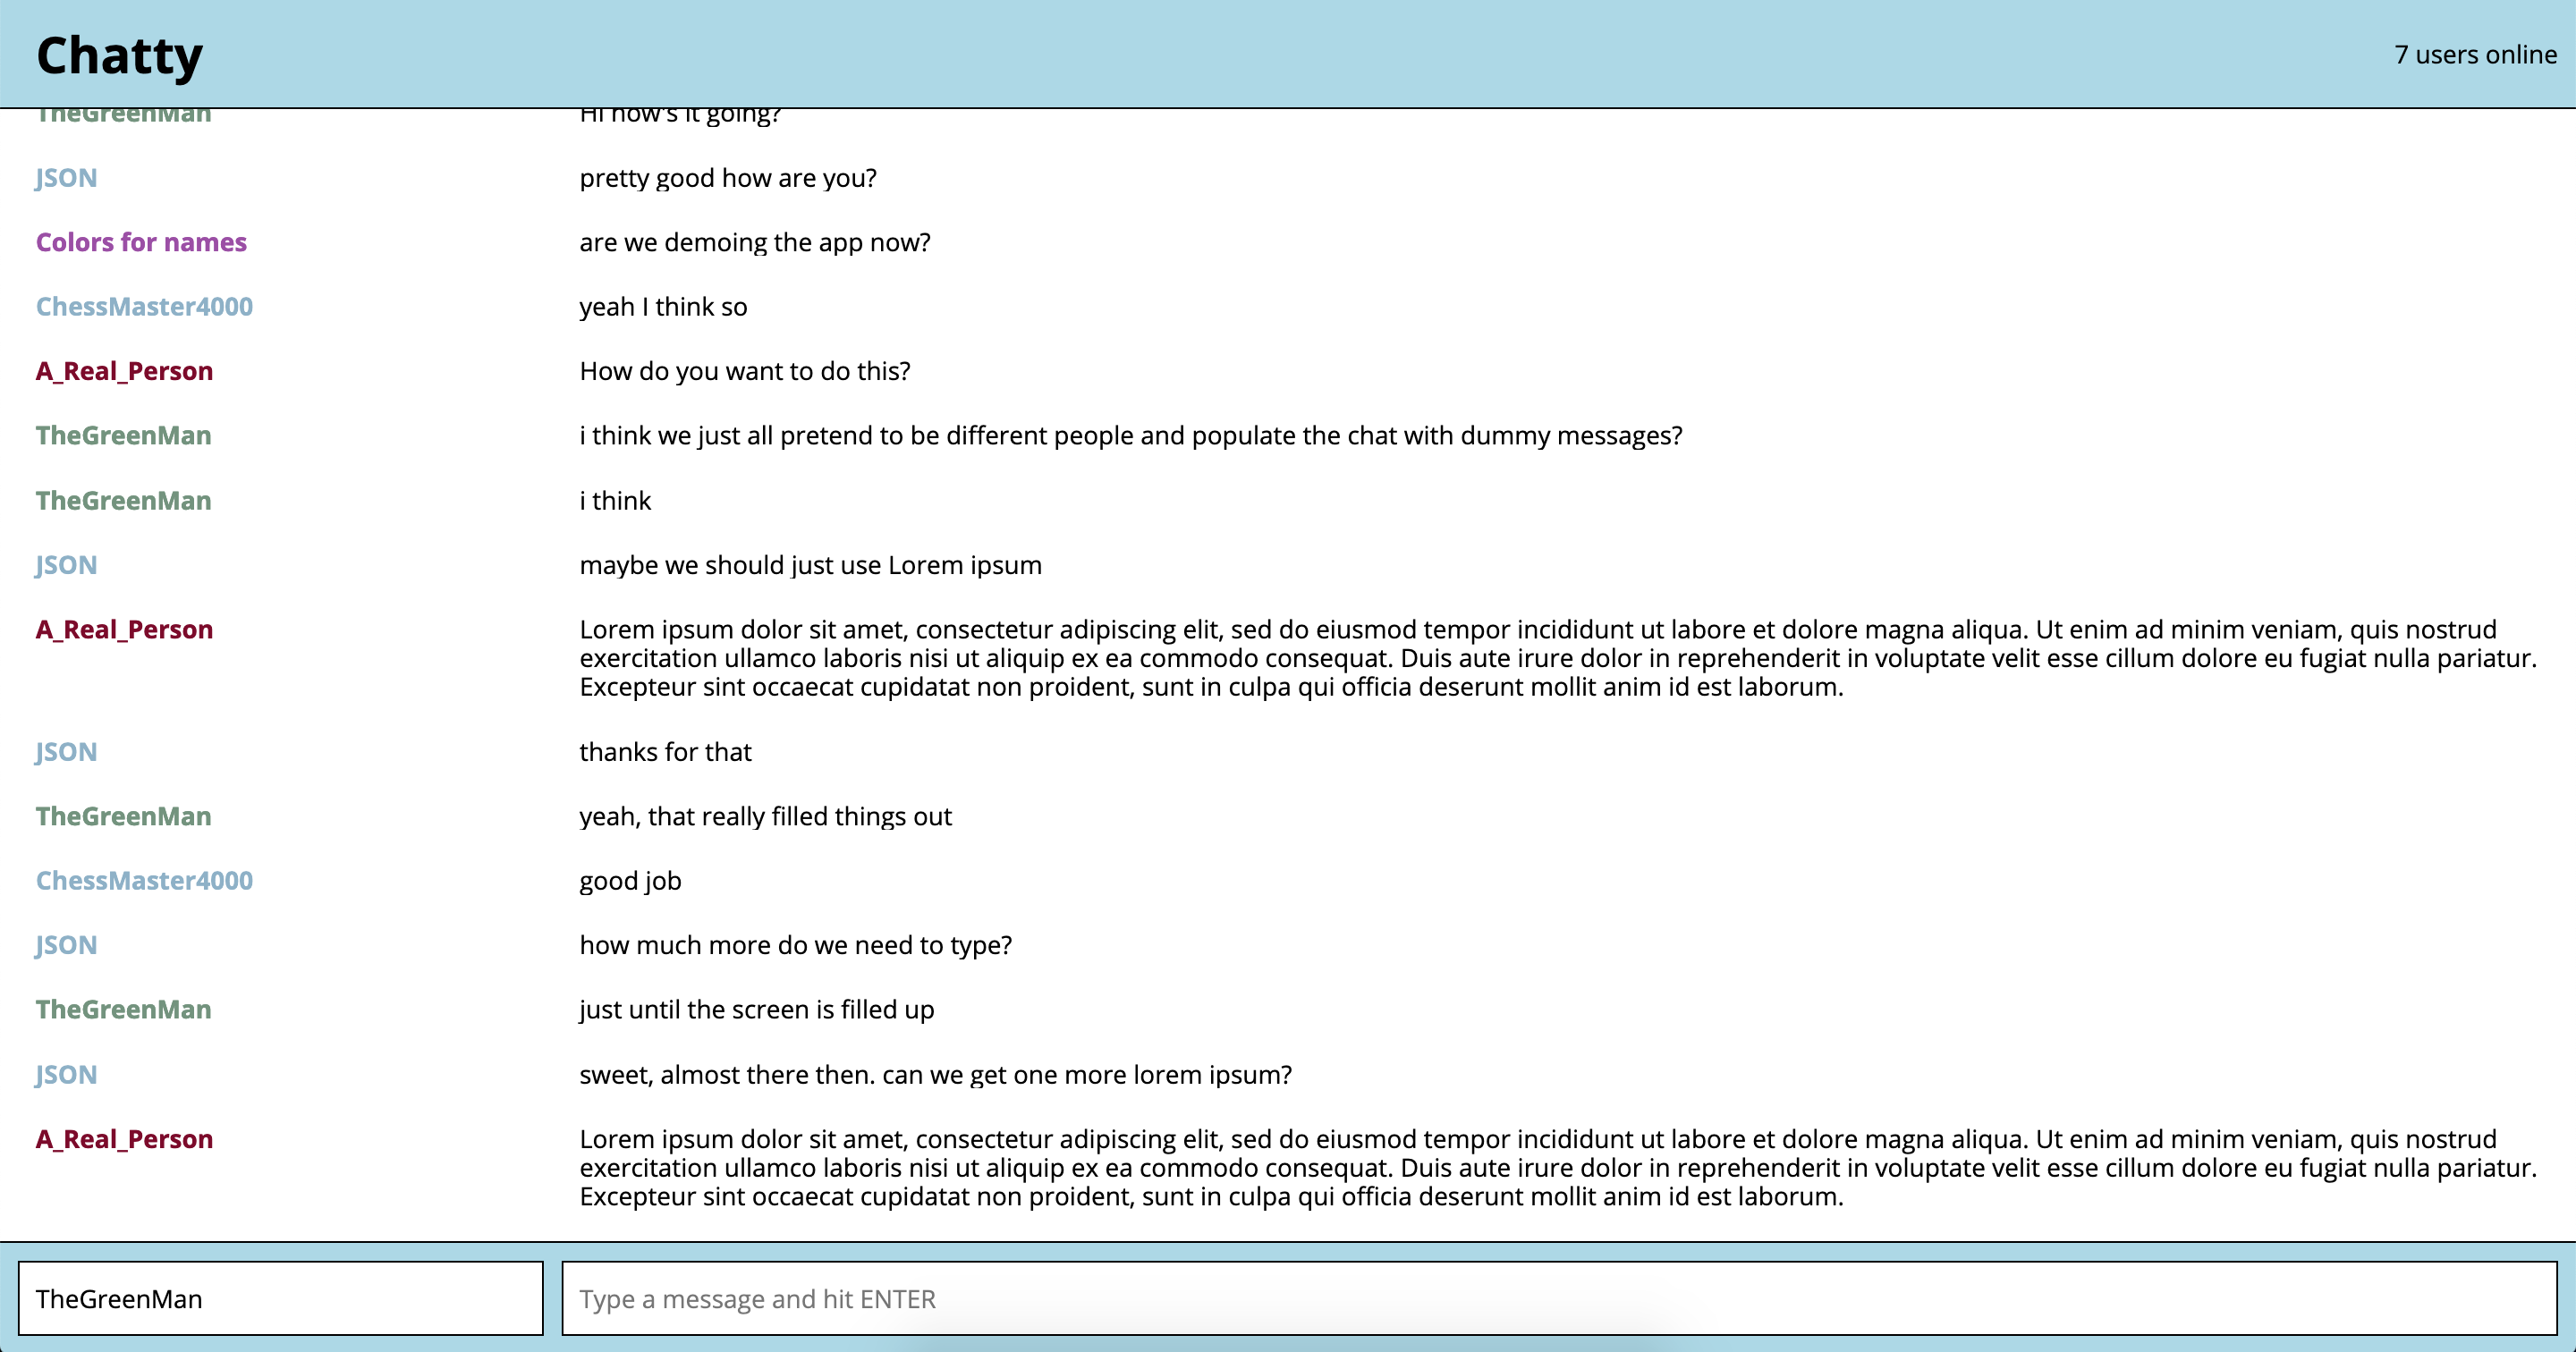 Chatty
7 users online
TheGreenMan
Hi how's it going?
JSON
pretty good how are you?
Colors for names
are we demoing the app now?
ChessMaster4000
yeah I think so
A_Real_Person
How do you want to do this?
TheGreenMan
i think we just all pretend to be different people and populate the chat with dummy messages?
TheGreenMan
i think
JSON
maybe we should just use Lorem ipsum
A_Real_Person
Lorem ipsum dolor sit amet, consectetur adipiscing elit, sed do eiusmod tempor incididunt ut labore et dolore magna aliqua. Ut enim ad minim veniam, quis nostrud
exercitation ullamco laboris nisi ut aliquip ex ea commodo consequat. Duis aute irure dolor in reprehenderit in voluptate velit esse cillum dolore eu fugiat nulla pariatur.
Excepteur sint occaecat cupidatat non proident, sunt in culpa qui officia deserunt mollit anim id est laborum.
JSON
thanks for that
TheGreenMan
yeah, that really filled things out
ChessMaster4000
good job
JSON
how much more do we need to type?
TheGreenMan
just until the screen is filled up
JSON
sweet, almost there then. can we get one more lorem ipsum?
A_Real_Person
Lorem ipsum dolor sit amet, consectetur adipiscing elit, sed do eiusmod tempor incididunt ut labore et dolore magna aliqua. Ut enim ad minim veniam, quis nostrud
exercitation ullamco laboris nisi ut aliquip ex ea commodo consequat. Duis aute irure dolor in reprehenderit in voluptate velit esse cillum dolore eu fugiat nulla pariatur.
Excepteur sint occaecat cupidatat non proident, sunt in culpa qui officia deserunt mollit anim id est laborum.
TheGreenMan
Type a message and hit ENTER